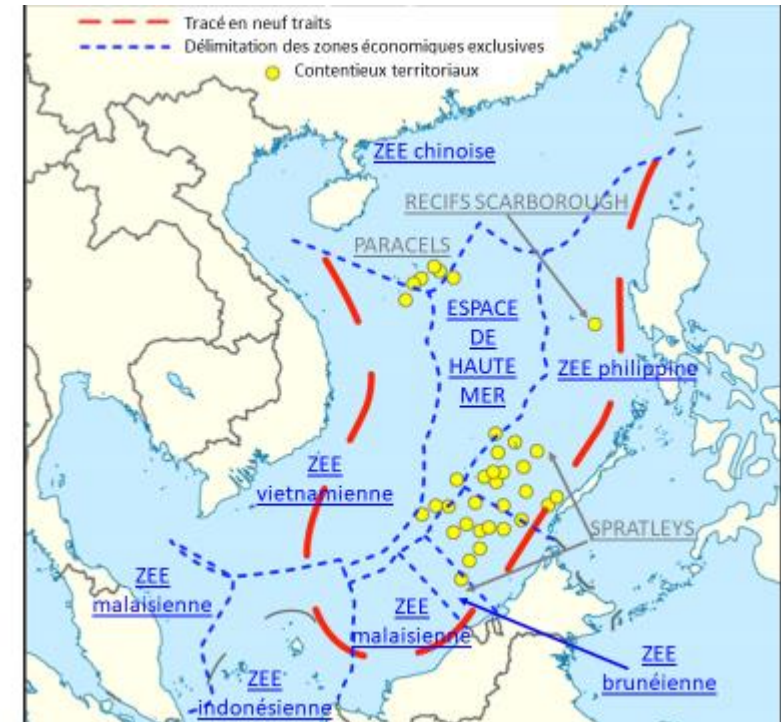 Tracé en neuf traits
Délimitation des zones économiques exclusives
Contentieux territoriaux
ZEE chinoise
RECIFS SCARBOROUGH
PARACELS
ESPACE
DE
HAUTE
MER
ZEE philippine
ZEE
vietnamienne
SPRATLEYS
ZEE
malaisienne
ZEE
malaisienne
ZEE
brunéienne
ZEE
indonésienne